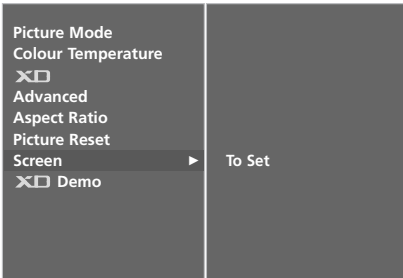 Picture Mode
Colour Temperature
XD
Advanced
Aspect Ratio
Picture Reset
Screen ► To Set
XD Demo